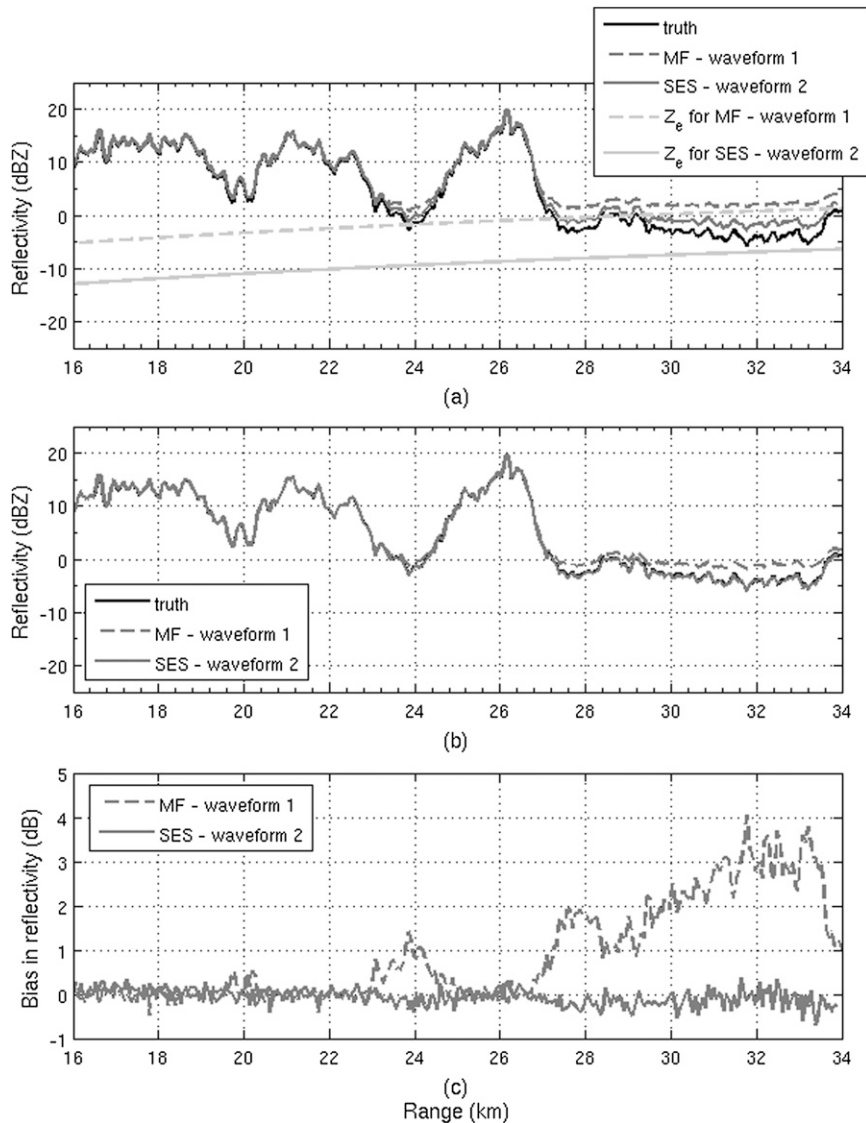 truth
MF - waveform 1
SES - waveform 2
Ze for MF - waveform 1
Ze for SES - waveform 2
20
10
0
-10
-20
Reflectivity (dBZ)
16 18 20 22 24 26 28 30 32 34
(a)
20
10
0
-10
-20
Reflectivity (dBZ)
truth
MF - waveform 1
SES - waveform 2
16 18 20 22 24 26 28 30 32 34
(b)
5
4
3
2
1
0
-1
Bias in reflectivity (dB)
MF - waveform 1
SES - waveform 2
16 18 20 22 24 26 28 30 32 34
(c)
Range (km)